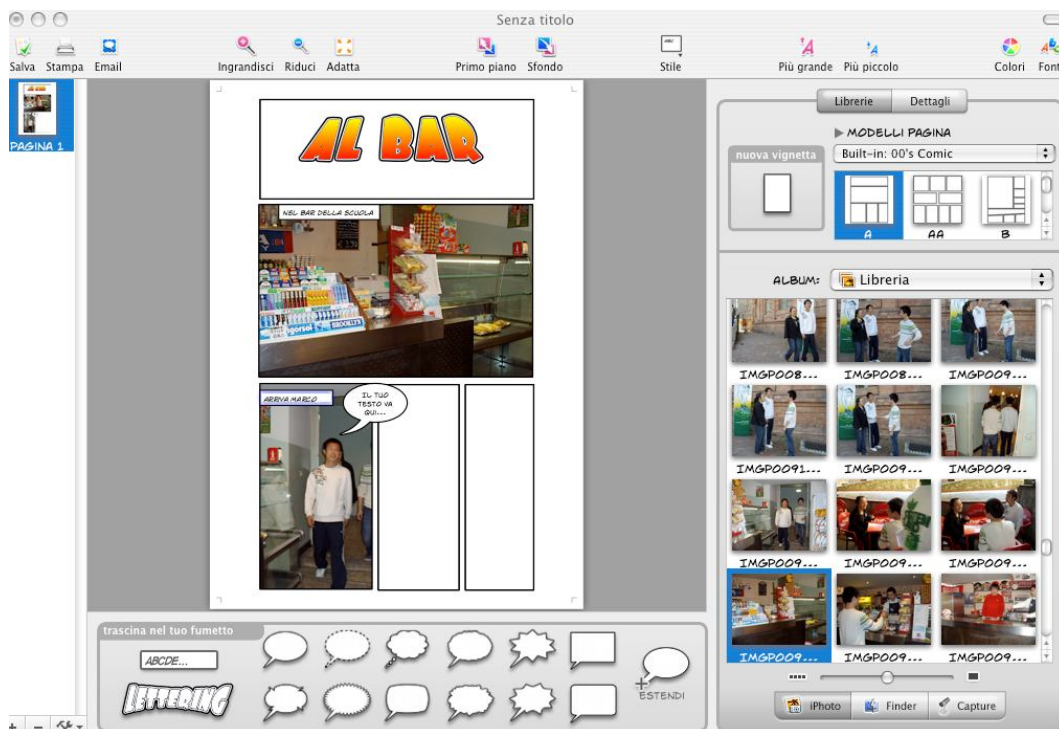 Senza titolo
Salva Stampa Email Ingrandisci Riduci Adatta Primo piano Sfondo Stile Più grande Più piccolo Colori Font
PAGINA 1
AL BAR
NEL BAR DELLA SCUOLA
BROOKLYN
ARRIVA MARCO
IL TUO
TESTO VA
QUI...
trascina nel tuo fumetto
ABCDE...
LETTERING
ESTENDI
Librerie Dettagli
MODELLI PAGINA
nuova vignetta
Built-in: 00's Comic
A AA B
ALBUM: Libreria
IMGP008... IMGP008... IMGP009...
IMGP0091... IMGP009... IMGP009...
IMGP009... IMGP009... IMGP009...
IMGP009... IMGP009... IMGP009...
iPhoto Finder Capture